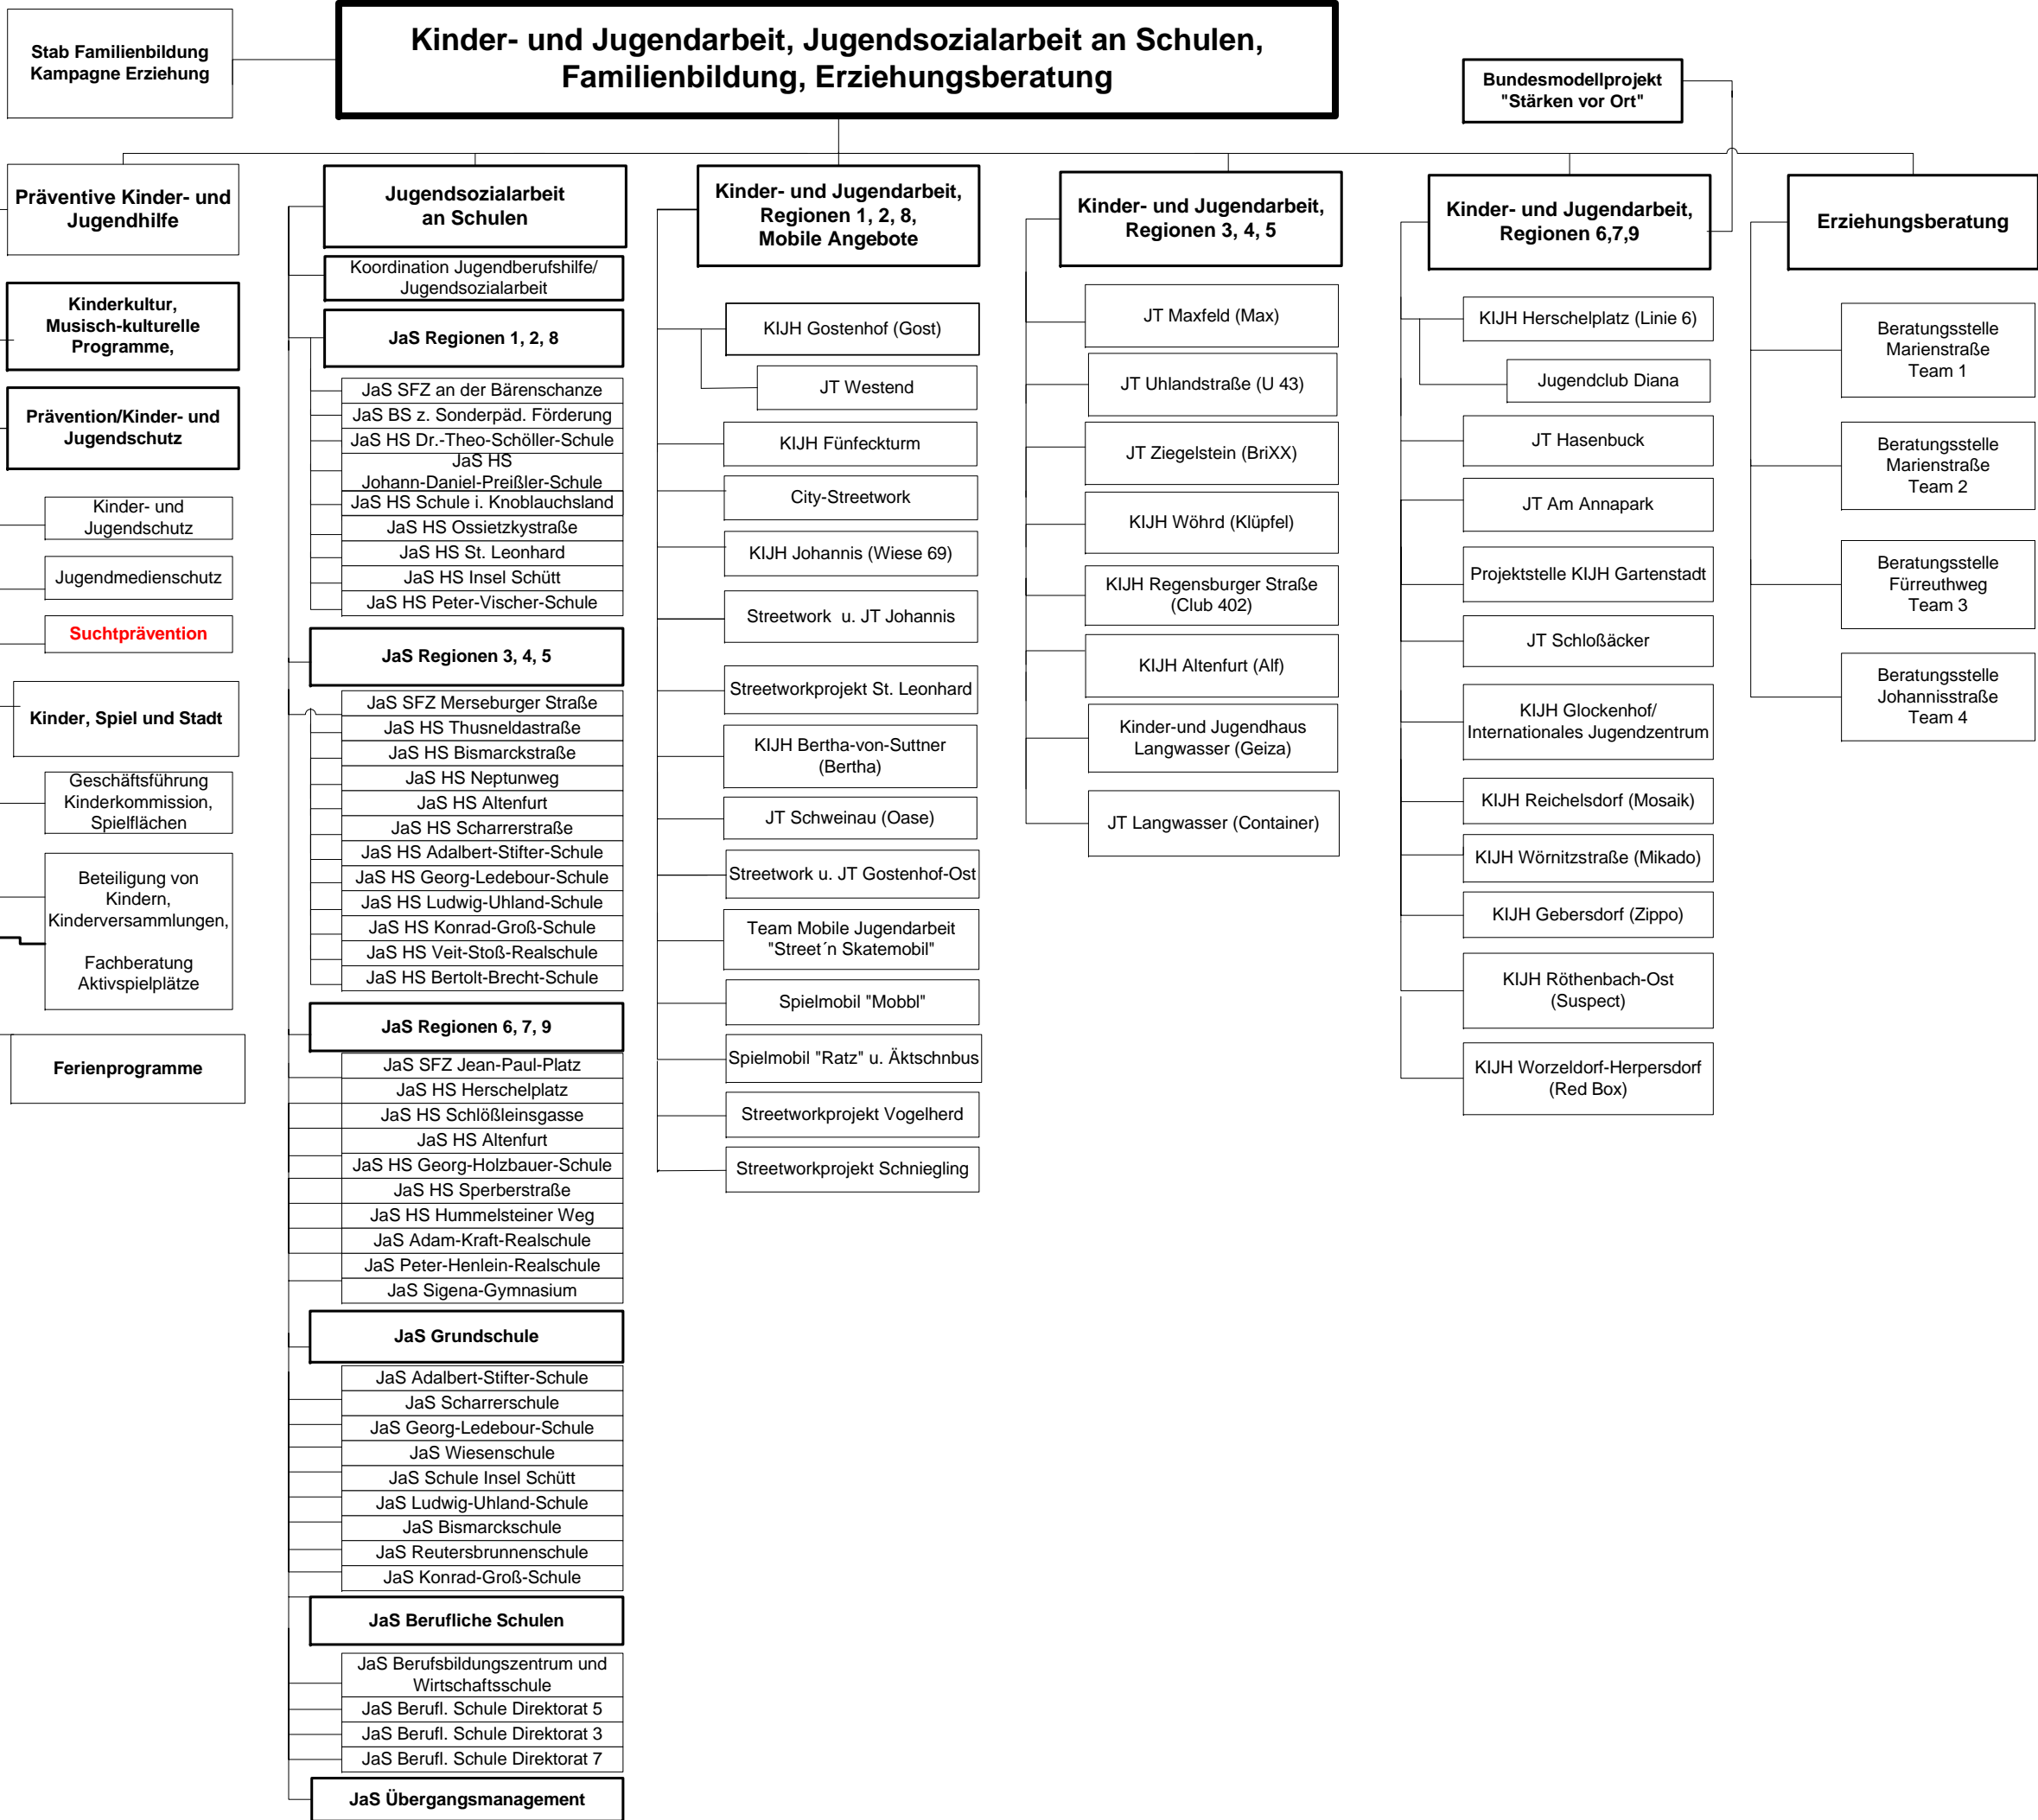 Stab Familienbildung
Kampagne Erziehung
Kinder- und Jugendarbeit, Jugendsozialarbeit an Schulen,
Familienbildung, Erziehungsberatung
Bundesmodellprojekt
"Stärken vor Ort"
Präventive Kinder- und
Jugendhilfe
Kinderkultur,
Musisch-kulturelle
Programme,
Prävention/Kinder- und
Jugendschutz
Kinder- und
Jugendschutz
Jugendmedienschutz
Suchtprävention
Kinder, Spiel und Stadt
Geschäftsführung
Kinderkommission,
Spielflächen
Beteiligung von
Kindern,
Kinderversammlungen,
Fachberatung
Aktivspielplätze
Ferienprogramme
Jugendsozialarbeit
an Schulen
Koordination Jugendberufshilfe/
Jugendsozialarbeit
JaS Regionen 1, 2, 8
JaS SFZ an der Bärenschanze
JaS BS z. Sonderpäd. Förderung
JaS HS Dr.-Theo-Schöller-Schule
JaS HS
Johann-Daniel-Preißler-Schule
JaS HS Schule i. Knoblauchsland
JaS HS Ossietzkystraße
JaS HS St. Leonhard
JaS HS Insel Schütt
JaS HS Peter-Vischer-Schule
JaS Regionen 3, 4, 5
JaS SFZ Merseburger Straße
JaS HS Thusneldastraße
JaS HS Bismarckstraße
JaS HS Neptunweg
JaS HS Altenfurt
JaS HS Scharrerstraße
JaS HS Adalbert-Stifter-Schule
JaS HS Georg-Ledebour-Schule
JaS HS Ludwig-Uhland-Schule
JaS HS Konrad-Groß-Schule
JaS HS Veit-Stoß-Realschule
JaS HS Bertolt-Brecht-Schule
JaS Regionen 6, 7, 9
JaS SFZ Jean-Paul-Platz
JaS HS Herschelplatz
JaS HS Schlößleinsgasse
JaS HS Altenfurt
JaS HS Georg-Holzbauer-Schule
JaS HS Sperberstraße
JaS HS Hummelsteiner Weg
JaS Adam-Kraft-Realschule
JaS Peter-Henlein-Realschule
JaS Sigena-Gymnasium
JaS Grundschule
JaS Adalbert-Stifter-Schule
JaS Scharrerschule
JaS Georg-Ledebour-Schule
JaS Wiesenschule
JaS Schule Insel Schütt
JaS Ludwig-Uhland-Schule
JaS Bismarckschule
JaS Reutersbrunnenschule
JaS Konrad-Groß-Schule
JaS Berufliche Schulen
JaS Berufsbildungszentrum und
Wirtschaftsschule
JaS Berufl. Schule Direktorat 5
JaS Berufl. Schule Direktorat 3
JaS Berufl. Schule Direktorat 7
JaS Übergangsmanagement
Kinder- und Jugendarbeit,
Regionen 1, 2, 8,
Mobile Angebote
KIJH Gostenhof (Gost)
JT Westend
KIJH Fünfeckturm
City-Streetwork
KIJH Johannis (Wiese 69)
Streetwork u. JT Johannis
Streetworkprojekt St. Leonhard
KIJH Bertha-von-Suttner
(Bertha)
JT Schweinau (Oase)
Streetwork u. JT Gostenhof-Ost
Team Mobile Jugendarbeit
"Street´n Skatemobil"
Spielmobil "Mobbl"
Spielmobil "Ratz" u. Äktschnbus
Streetworkprojekt Vogelherd
Streetworkprojekt Schniegling
Kinder- und Jugendarbeit,
Regionen 3, 4, 5
JT Maxfeld (Max)
JT Uhlandstraße (U 43)
JT Ziegelstein (BriXX)
KIJH Wöhrd (Klüpfel)
KIJH Regensburger Straße
(Club 402)
KIJH Altenfurt (Alf)
Kinder-und Jugendhaus
Langwasser (Geiza)
JT Langwasser (Container)
Kinder- und Jugendarbeit,
Regionen 6,7,9
KIJH Herschelplatz (Linie 6)
Jugendclub Diana
JT Hasenbuck
JT Am Annapark
Projektstelle KIJH Gartenstadt
JT Schloßäcker
KIJH Glockenhof/
Internationales Jugendzentrum
KIJH Reichelsdorf (Mosaik)
KIJH Wörnitzstraße (Mikado)
KIJH Gebersdorf (Zippo)
KIJH Röthenbach-Ost
(Suspect)
KIJH Worzeldorf-Herpersdorf
(Red Box)
Erziehungsberatung
Beratungsstelle
Marienstraße
Team 1
Beratungsstelle
Marienstraße
Team 2
Beratungsstelle
Fürreuthweg
Team 3
Beratungsstelle
Johannisstraße
Team 4